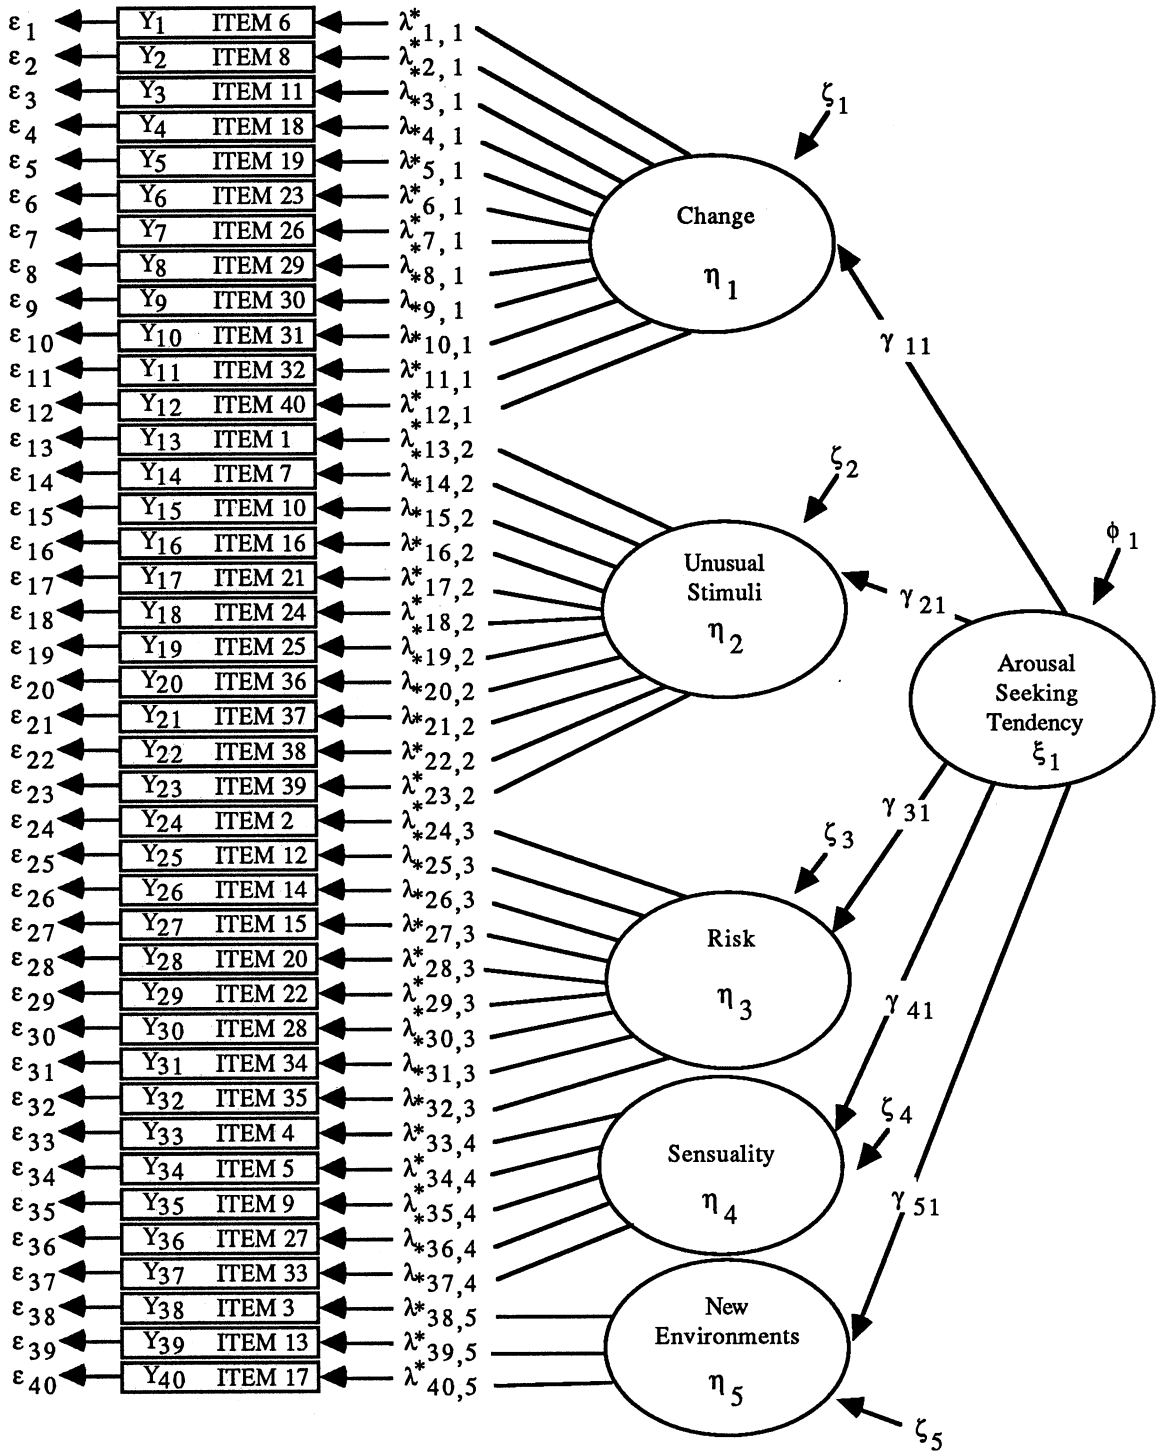 ε1 Y1 ITEM 6 λ*1, 1
ε2 Y2 ITEM 8 λ*2, 1
ε3 Y3 ITEM 11 λ*3, 1
ε4 Y4 ITEM 18 λ*4, 1
ε5 Y5 ITEM 19 λ*5, 1
ε6 Y6 ITEM 23 λ*6, 1
ε7 Y7 ITEM 26 λ*7, 1
ε8 Y8 ITEM 29 λ*8, 1
ε9 Y9 ITEM 30 λ*9, 1
ε10 Y10 ITEM 31 λ*10,1
ε11 Y11 ITEM 32 λ*11,1
ε12 Y12 ITEM 40 λ*12,1
ε13 Y13 ITEM 1 λ*13,2
ε14 Y14 ITEM 7 λ*14,2
ε15 Y15 ITEM 10 λ*15,2
ε16 Y16 ITEM 16 λ*16,2
ε17 Y17 ITEM 21 λ*17,2
ε18 Y18 ITEM 24 λ*18,2
ε19 Y19 ITEM 25 λ*19,2
ε20 Y20 ITEM 36 λ*20,2
ε21 Y21 ITEM 37 λ*21,2
ε22 Y22 ITEM 38 λ*22,2
ε23 Y23 ITEM 39 λ*23,2
ε24 Y24 ITEM 2 λ*24,3
ε25 Y25 ITEM 12 λ*25,3
ε26 Y26 ITEM 14 λ*26,3
ε27 Y27 ITEM 15 λ*27,3
ε28 Y28 ITEM 20 λ*28,3
ε29 Y29 ITEM 22 λ*29,3
ε30 Y30 ITEM 28 λ*30,3
ε31 Y31 ITEM 34 λ*31,3
ε32 Y32 ITEM 35 λ*32,3
ε33 Y33 ITEM 4 λ*33,4
ε34 Y34 ITEM 5 λ*34,4
ε35 Y35 ITEM 9 λ*35,4
ε36 Y36 ITEM 27 λ*36,4
ε37 Y37 ITEM 33 λ*37,4
ε38 Y38 ITEM 3 λ*38,5
ε39 Y39 ITEM 13 λ*39,5
ε40 Y40 ITEM 17 λ*40,5
ζ1
Change
η1
γ11
ζ2
Unusual
Stimuli
η2
γ21
ϕ1
Arousal
Seeking
Tendency
ξ1
γ31
ζ3
Risk
η3
γ41
ζ4
Sensuality
η4
γ51
New
Environments
η5
ζ5